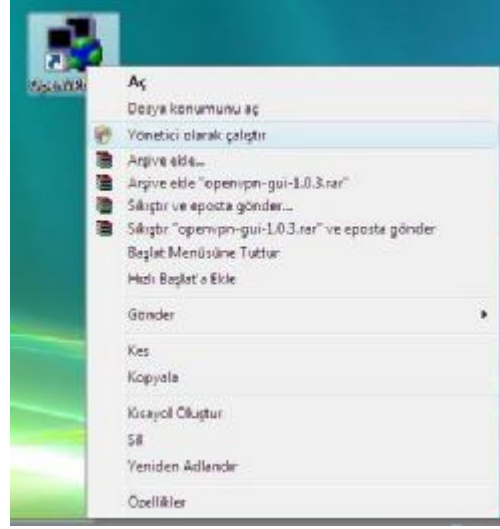 Aç
Dosya konumunu aç
Yönetici olarak çalıştır
Arşive ekle...
Arşive ekle "openvpn-gui-1.0.3.rar"
Sıkıştır ve eposta gönder...
Sıkıştır "openvpn-gui-1.0.3.rar" ve eposta gönder
Başlat Menüsüne Tuttur
Hızlı Başlat'a Ekle
Gönder
Kes
Kopyala
Kısayol Oluştur
Sil
Yeniden Adlandır
Özellikler